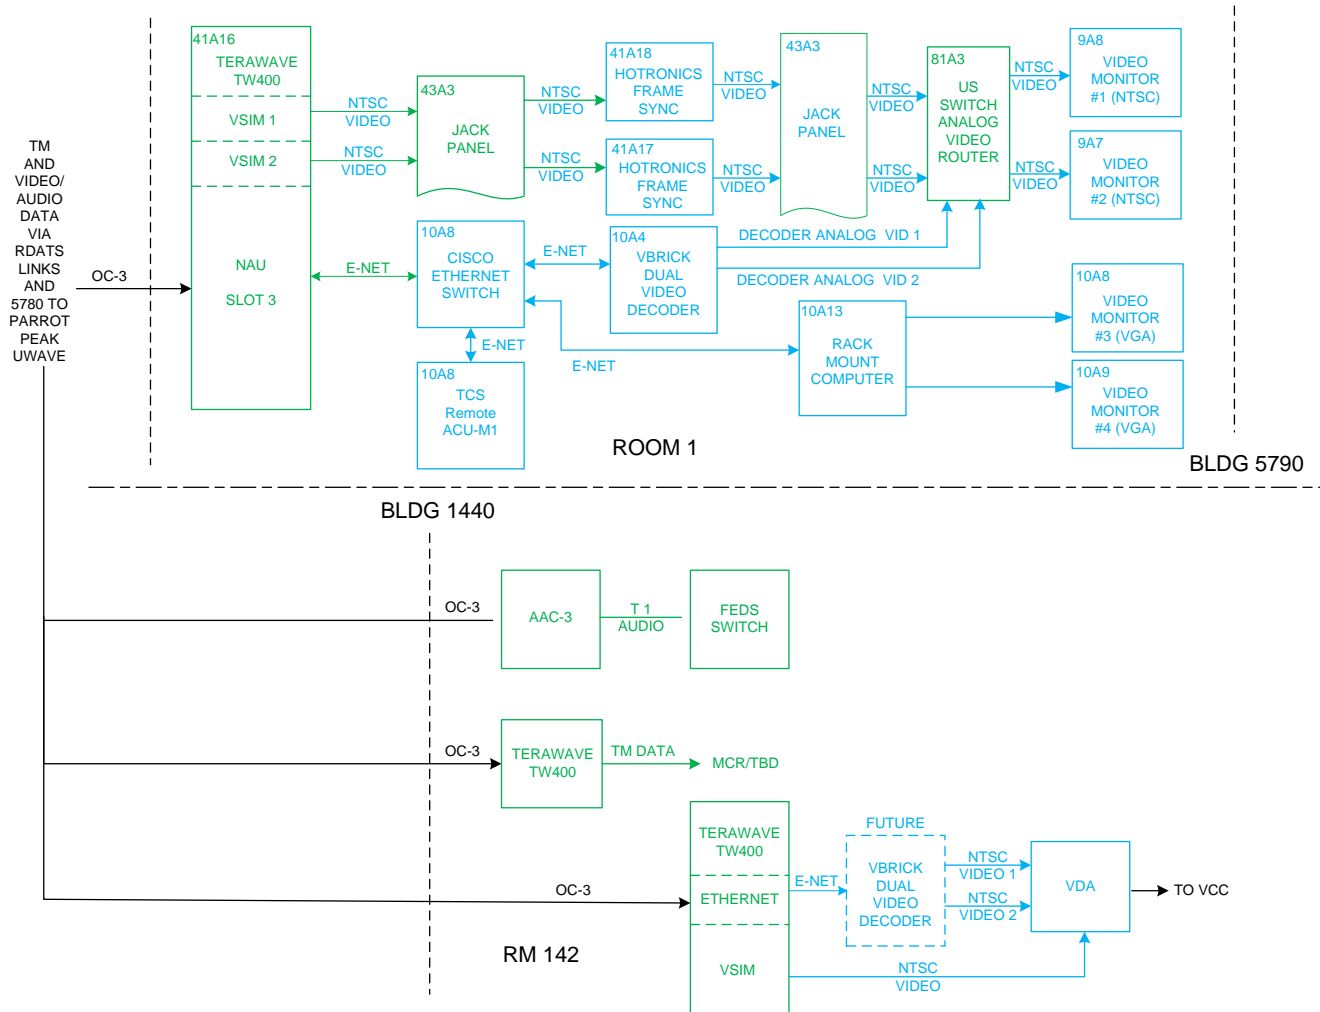 TM
AND
VIDEO/
AUDIO
DATA
VIA
RDATS
LINKS
AND
5780 TO
PARROT
PEAK
UWAVE
OC-3
41A16
TERAWAVE
TW400
VSIM 1
VSIM 2
NAU
SLOT 3
NTSC
VIDEO
NTSC
VIDEO
E-NET
43A3
JACK
PANEL
NTSC
VIDEO
NTSC
VIDEO
41A18
HOTRONICS
FRAME
SYNC
41A17
HOTRONICS
FRAME
SYNC
NTSC
VIDEO
NTSC
VIDEO
43A3
JACK
PANEL
NTSC
VIDEO
NTSC
VIDEO
81A3
US
SWITCH
ANALOG
VIDEO
ROUTER
NTSC
VIDEO
NTSC
VIDEO
9A8
VIDEO
MONITOR
#1 (NTSC)
9A7
VIDEO
MONITOR
#2 (NTSC)
10A8
CISCO
ETHERNET
SWITCH
E-NET
10A4
VBRICK
DUAL
VIDEO
DECODER
DECODER ANALOG VID 1
DECODER ANALOG VID 2
E-NET
E-NET
10A8
TCS
Remote
ACU-M1
10A13
RACK
MOUNT
COMPUTER
10A8
VIDEO
MONITOR
#3 (VGA)
10A9
VIDEO
MONITOR
#4 (VGA)
ROOM 1
BLDG 5790
BLDG 1440
OC-3
AAC-3
T 1
AUDIO
FEDS
SWITCH
OC-3
TERAWAVE
TW400
TM DATA
MCR/TBD
OC-3
TERAWAVE
TW400
ETHERNET
VSIM
E-NET
FUTURE
VBRICK
DUAL
VIDEO
DECODER
NTSC
VIDEO 1
NTSC
VIDEO 2
VDA
TO VCC
NTSC
VIDEO
RM 142